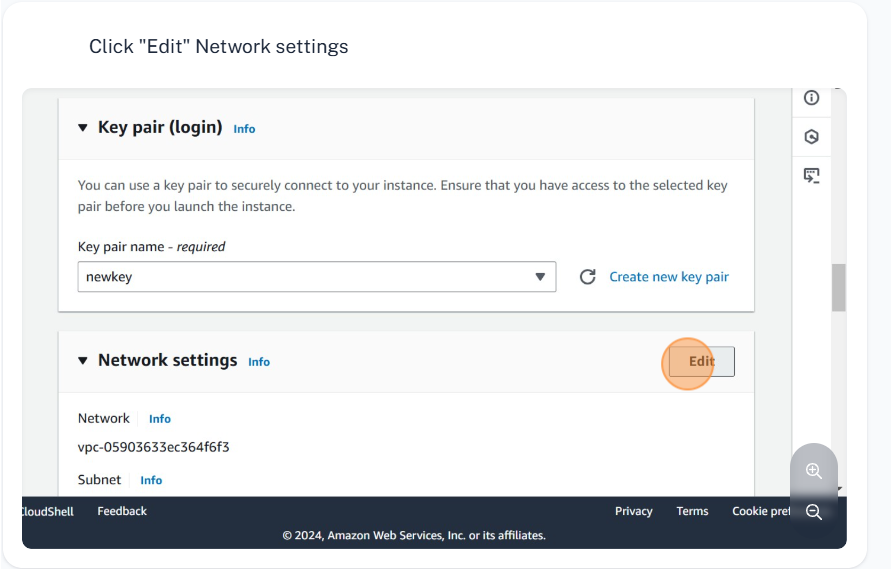 Click "Edit" Network settings
Key pair (login) Info
You can use a key pair to securely connect to your instance. Ensure that you have access to the selected key
pair before you launch the instance.
Key pair name - required
newkey
Create new key pair
Network settings Info
Edit
Network Info
vpc-05903633ec364f6f3
Subnet Info
CloudShell Feedback Privacy Terms Cookie pref
© 2024, Amazon Web Services, Inc. or its affiliates.